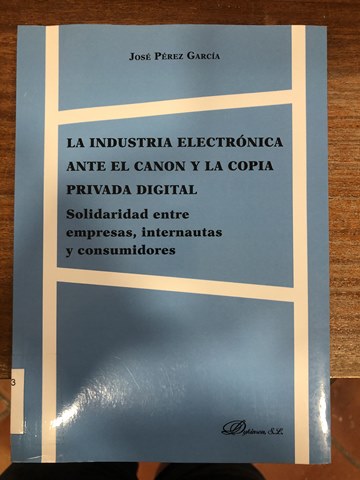 JOSÉ PÉREZ GARCÍA
LA INDUSTRIA ELECTRÓNICA
ANTE EL CANON Y LA COPIA
PRIVADA DIGITAL
Solidaridad entre
empresas, internautas
y consumidores
3
Dykinson, S.L.